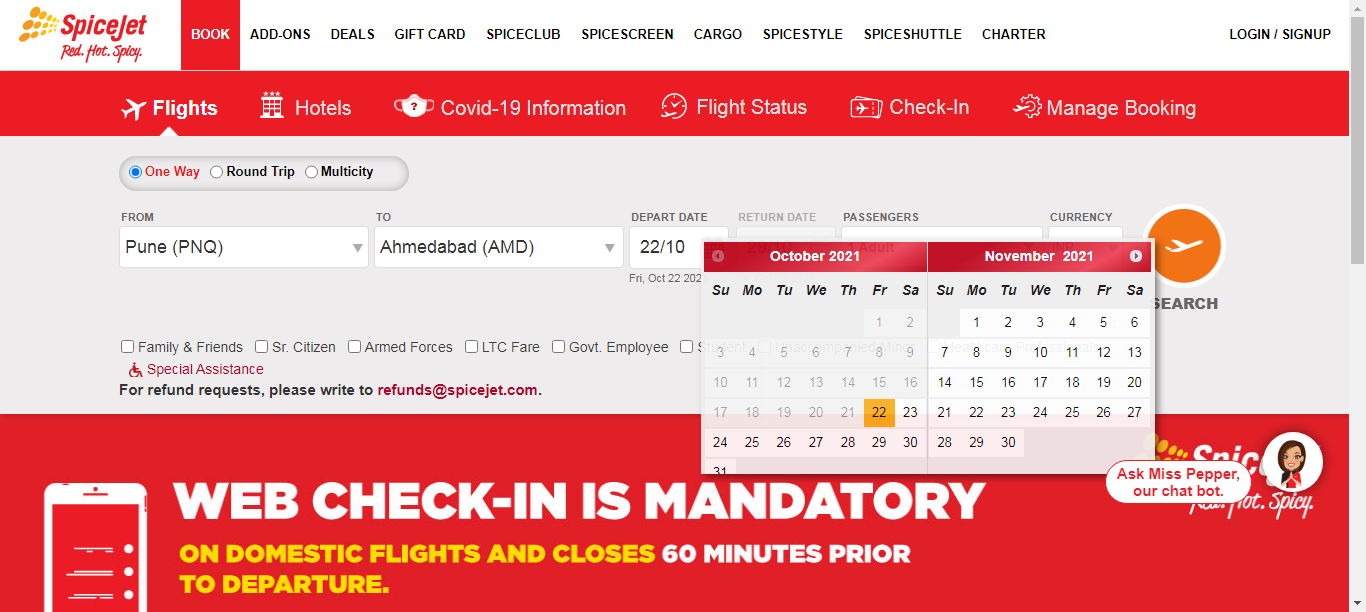 SpiceJet
Red. Hot. Spicy.
BOOK ADD-ONS DEALS GIFT CARD SPICECLUB SPICESCREEN CARGO SPICESTYLE SPICESHUTTLE CHARTER LOGIN / SIGNUP
Flights Hotels ? Covid-19 Information Flight Status Check-In Manage Booking
One Way Round Trip Multicity
FROM TO DEPART DATE RETURN DATE PASSENGERS CURRENCY
Pune (PNQ) Ahmedabad (AMD) 22/10 29/10 1 Adult INR
Fri, Oct 22 202
SEARCH
October 2021 November 2021
Su Mo Tu We Th Fr Sa Su Mo Tu We Th Fr Sa
1 2 1 2 3 4 5 6
3 4 5 6 7 8 9 7 8 9 10 11 12 13
10 11 12 13 14 15 16 14 15 16 17 18 19 20
17 18 19 20 21 22 23 21 22 23 24 25 26 27
24 25 26 27 28 29 30 28 29 30
31
Family & Friends Sr. Citizen Armed Forces LTC Fare Govt. Employee Student Unaccompanied Minor
Special Assistance
For refund requests, please write to refunds@spicejet.com.
WEB CHECK-IN IS MANDATORY
ON DOMESTIC FLIGHTS AND CLOSES 60 MINUTES PRIOR
TO DEPARTURE.
Ask Miss Pepper,
our chat bot.
Spic
Red. Hot. Spicy.